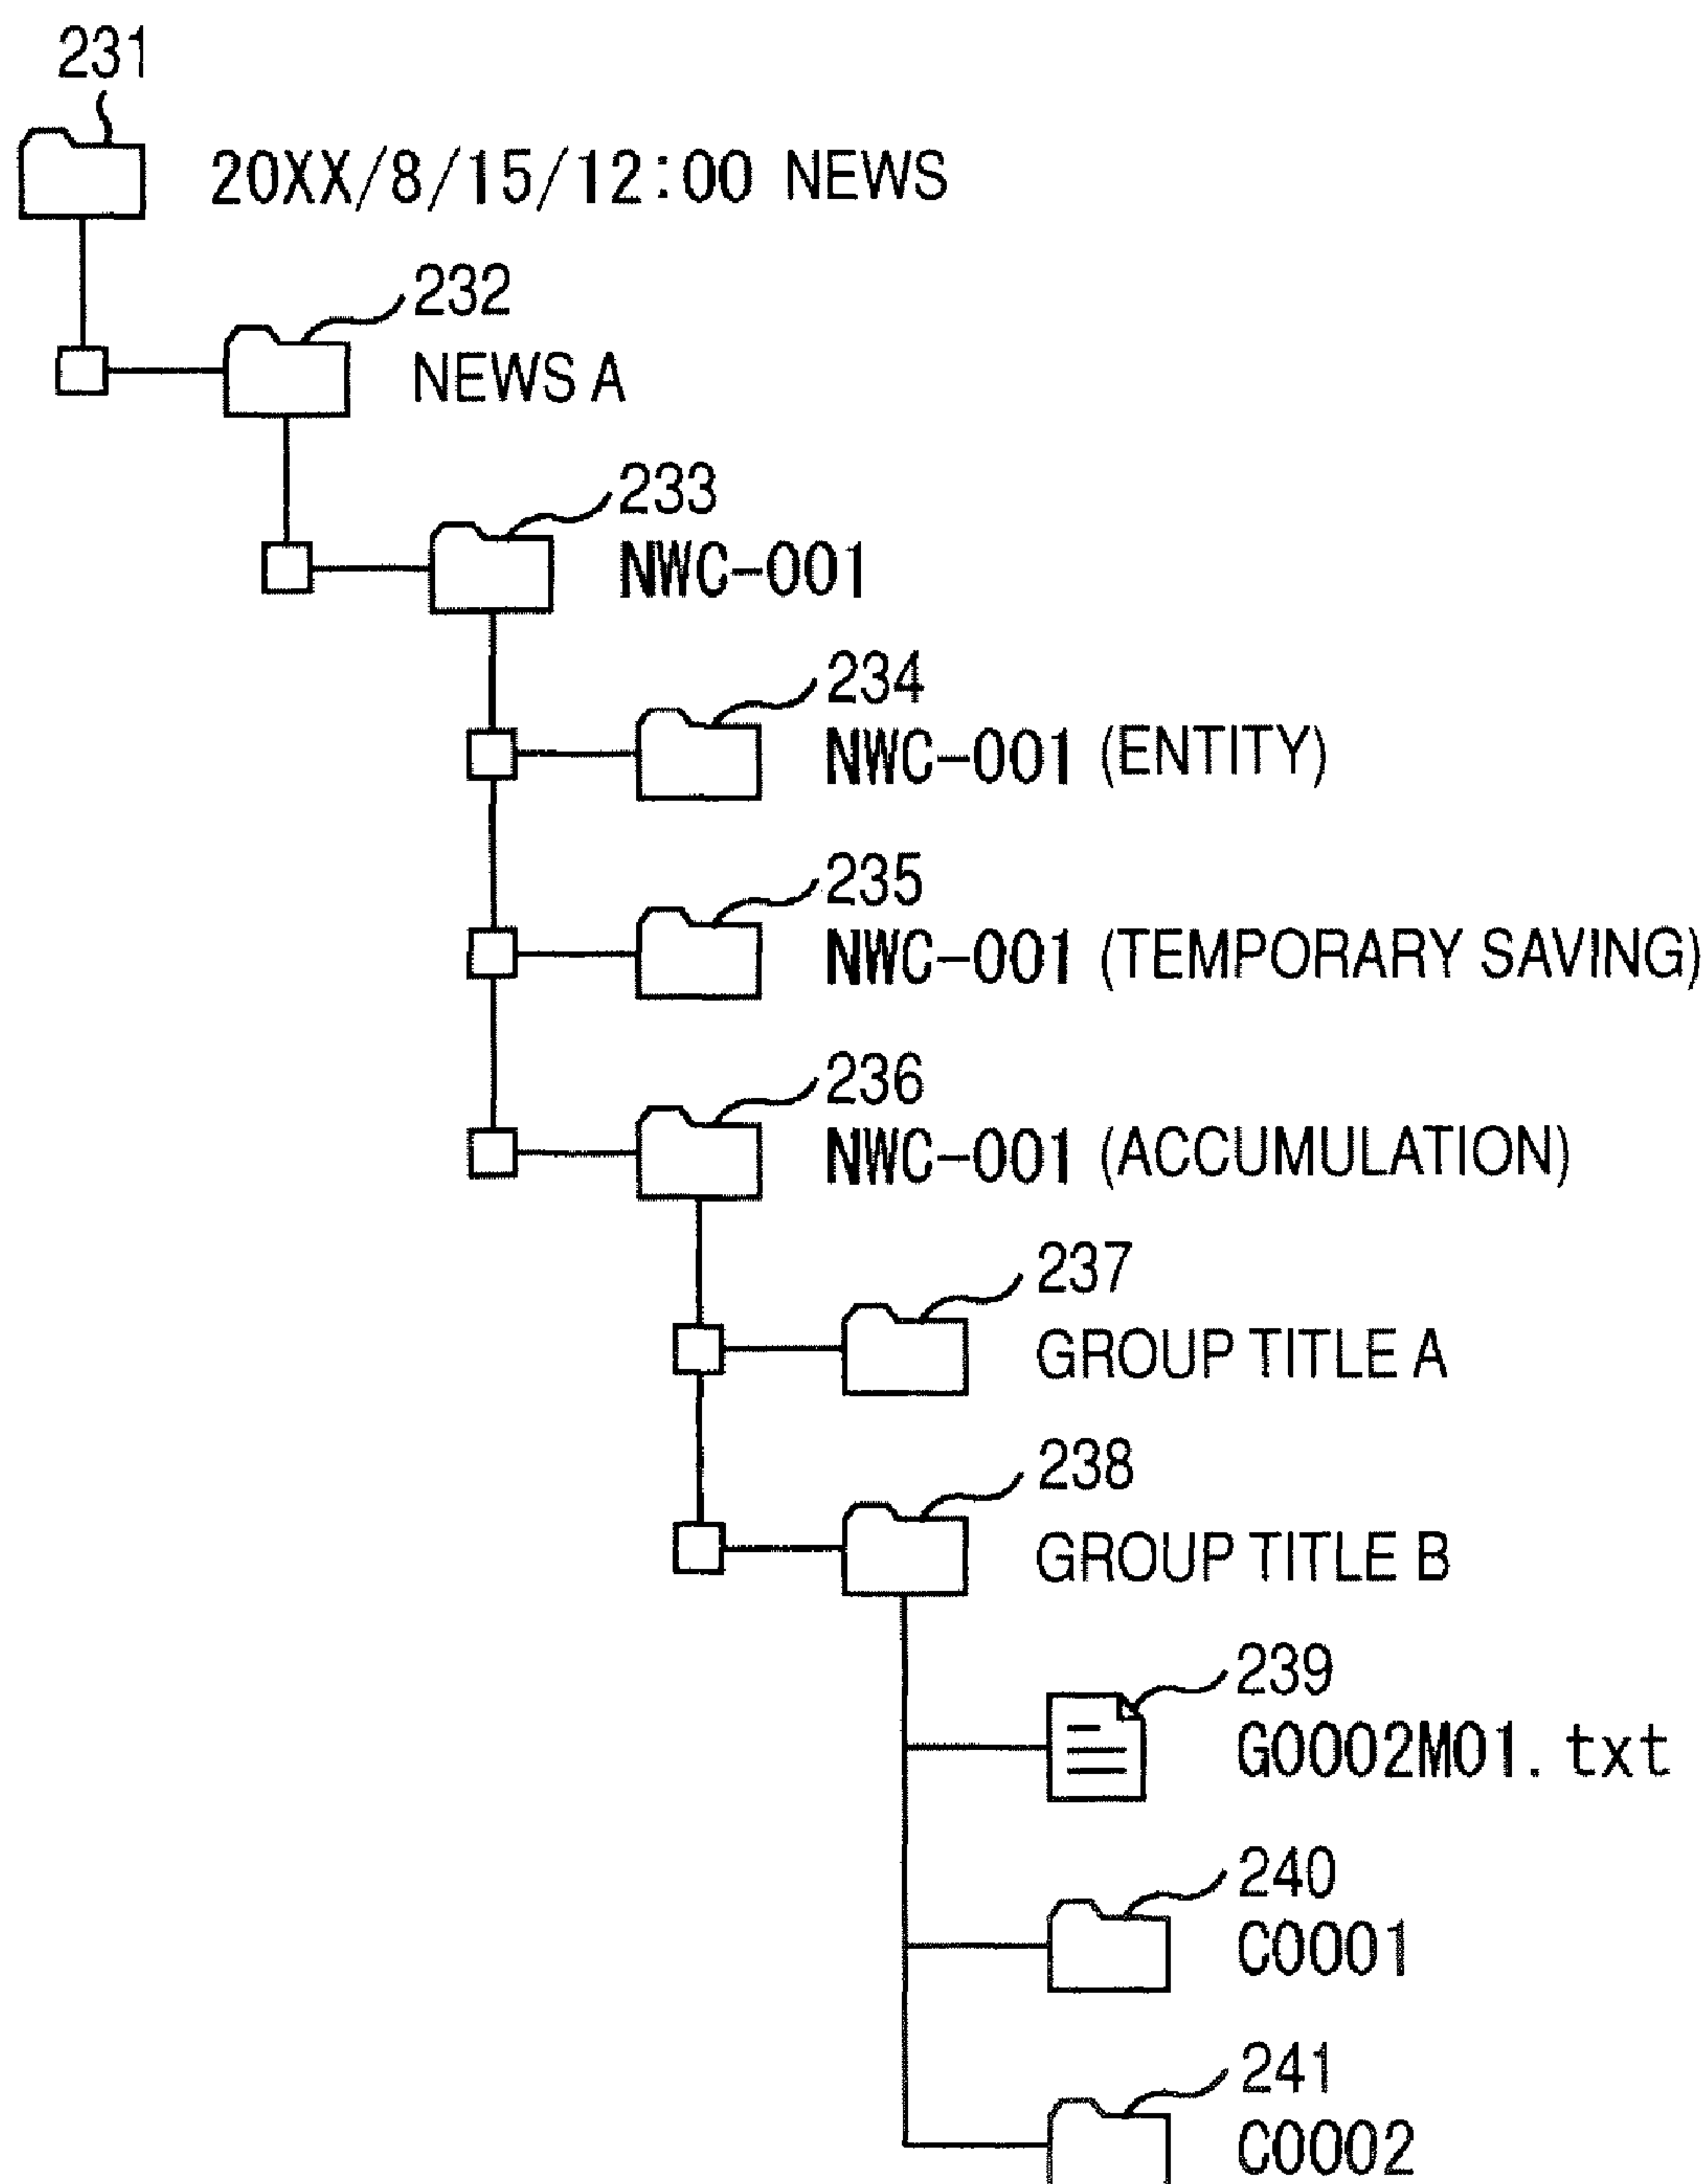 231
20XX/8/15/12:00 NEWS
232
NEWS A
233
NWC-001
234
NWC-001 (ENTITY)
235
NWC-001 (TEMPORARY SAVING)
236
NWC-001 (ACCUMULATION)
237
GROUP TITLE A
238
GROUP TITLE B
239
G0002M01.txt
240
C0001
241
C0002